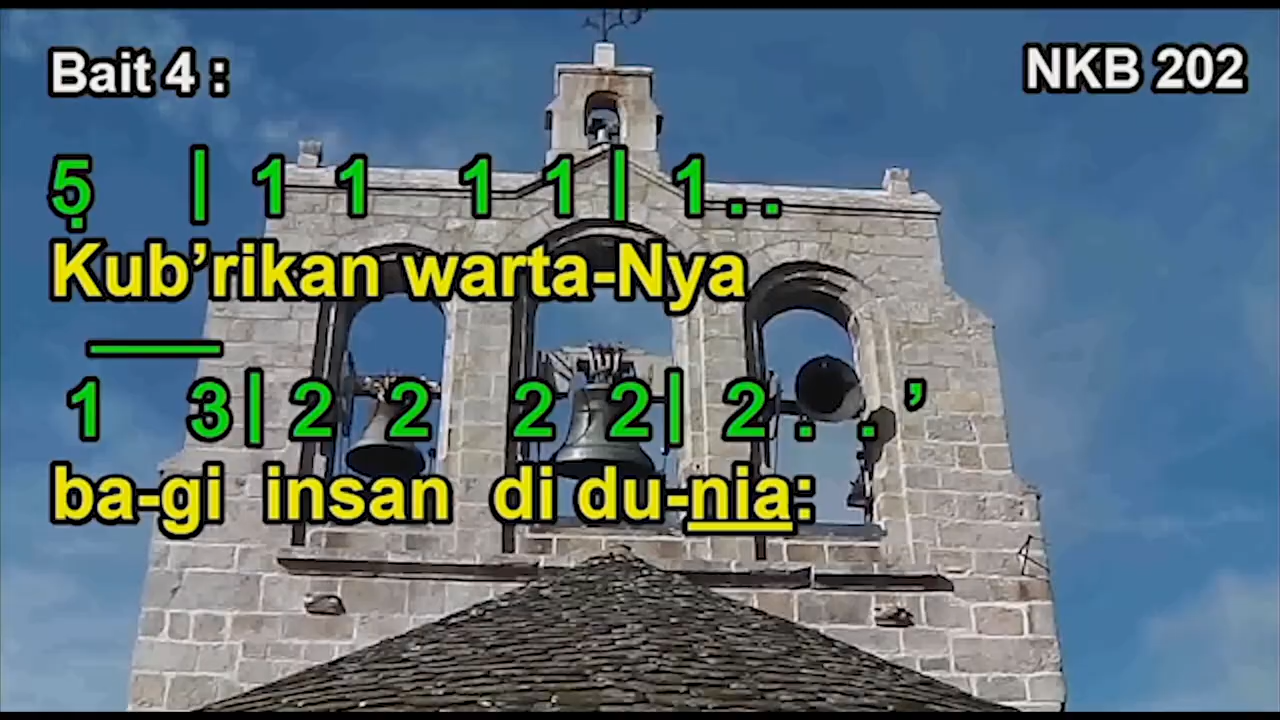 Bait 4 :
NKB 202
5̣ | 1 1 1 1 | 1 . .
Kub’rikan warta-Nya
1 3 | 2 2 2 2 | 2 . . ’
ba-gi insan di du-nia: